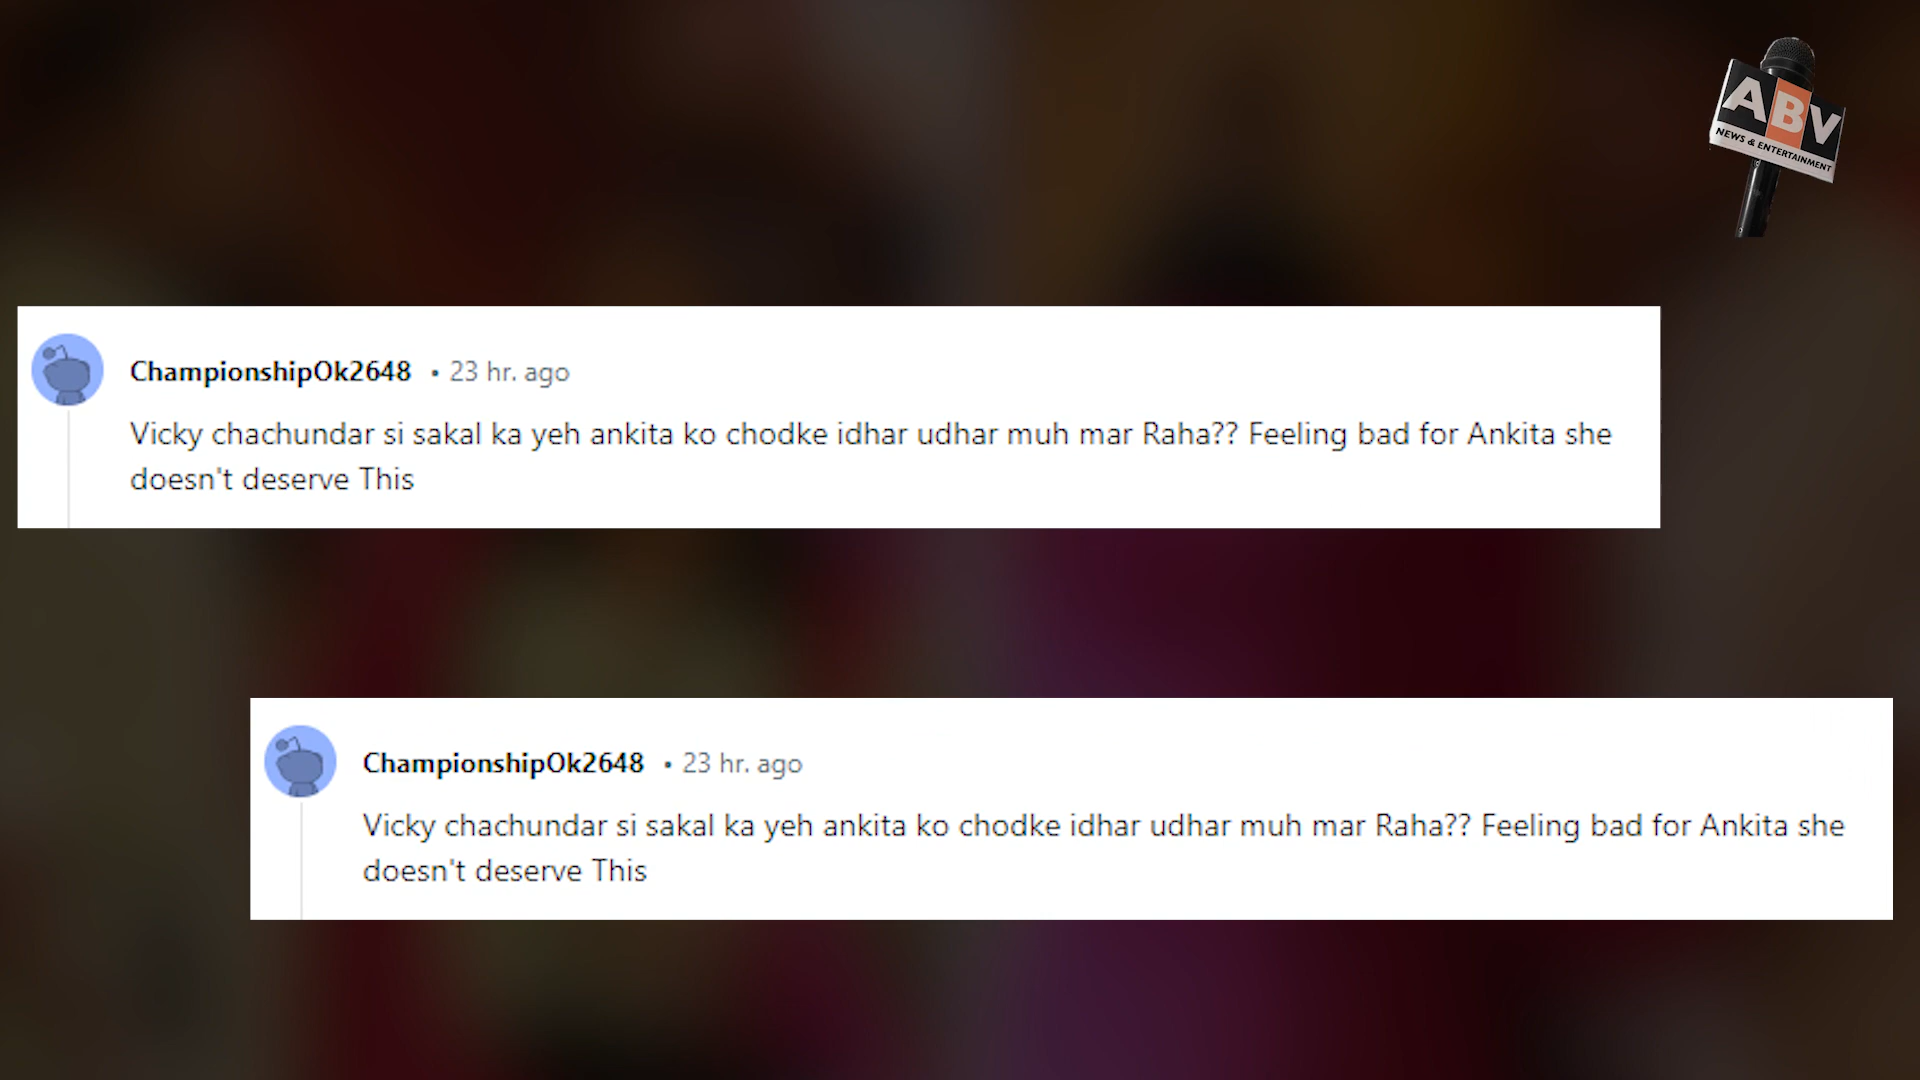 ABV
NEWS & ENTERTAINMENT
ChampionshipOk2648 • 23 hr. ago
Vicky chachundar si sakal ka yeh ankita ko chodke idhar udhar muh mar Raha?? Feeling bad for Ankita she
doesn't deserve This
ChampionshipOk2648 • 23 hr. ago
Vicky chachundar si sakal ka yeh ankita ko chodke idhar udhar muh mar Raha?? Feeling bad for Ankita she
doesn't deserve This